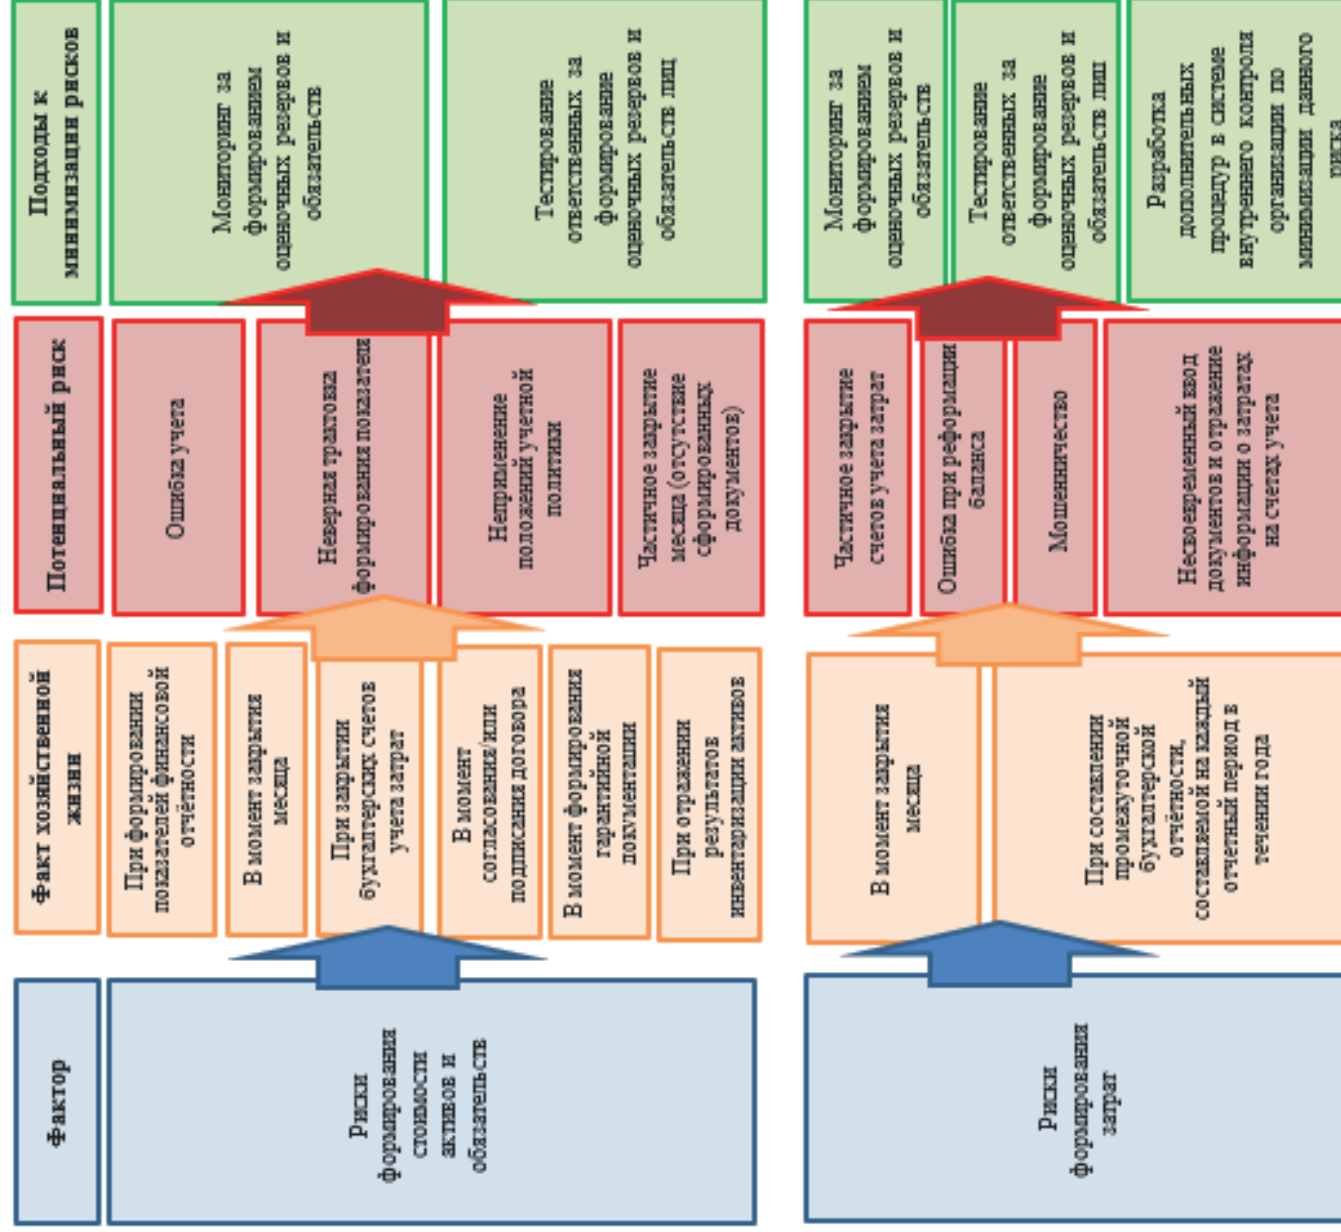 Фактор
Факт хозяйственной
жизни
Потенциальный риск
Подходы к
минимизации рисков
Риски
формирования
стоимости
активов и
обязательств
При формировании
показателей финансовой
отчётности
В момент закрытия
месяца
При закрытии
бухгалтерских счетов
учета затрат
В момент
согласования/или
подписания договора
В момент формирования
гарантийной
документации
При отражении
результатов
инвентаризации активов
Ошибка учета
Неверная трактовка
формирования показателя
Неприменение
положений учетной
политики
Частичное закрытие
месяца (отсутствие
сформированных
документов)
Мониторинг за
формированием
оценочных резервов и
обязательств
Тестирование
ответственных за
формирование
оценочных резервов и
обязательств лиц
Риски
формирования
затрат
В момент закрытия
месяца
При составлении
промежуточной
бухгалтерской
отчётности,
составляемой на каждый
отчетный период в
течении года
Частичное закрытие
счетов учета затрат
Ошибка при реформации
баланса
Мошенничество
Несвоевременный ввод
документов и отражение
информации о затратах
на счетах учета
Мониторинг за
формированием
оценочных резервов и
обязательств
Тестирование
ответственных за
формирование
оценочных резервов и
обязательств лиц
Разработка
дополнительных
процедур в системе
внутреннего контроля
организации по
минимизации данного
риска